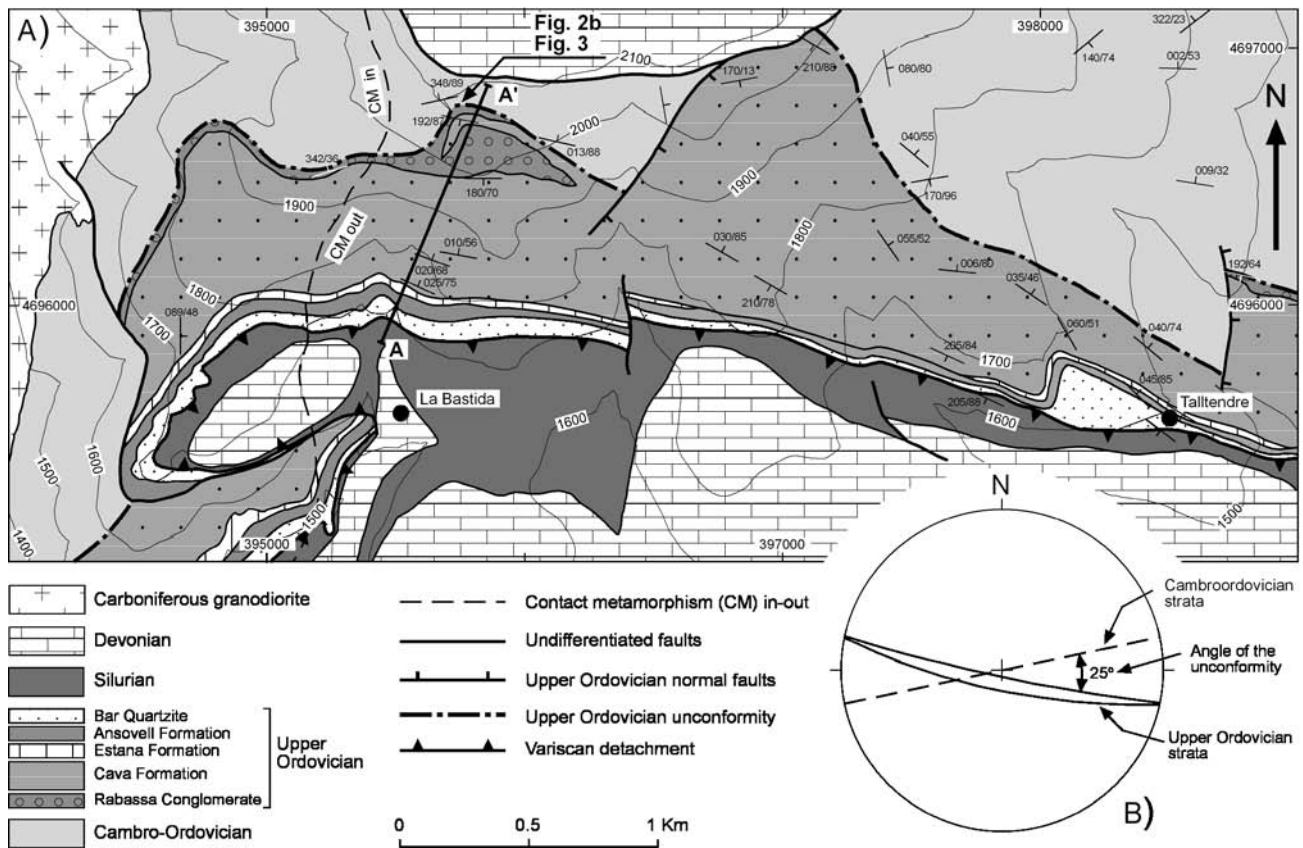 A)
395000
398000
322/23
Fig. 2b
Fig. 3
4697000
2100
170/13
210/88
080/80
140/74
002/53
CM in
348/89
A'
N
192/87
2000
013/88
040/55
342/36
009/32
180/70
170/96
1900
1900
CM out
1800
010/56
030/85
055/52
006/80
020/68
025/75
035/46
192/64
4696000
1800
4696000
210/78
089/48
1700
060/51
040/74
A
205/84
1700
045/85
La Bastida
205/88
Talltendre
1600
1600
1600
1500
1500
1500
1400
395000
397000
N
Carboniferous granodiorite
Devonian
Silurian
Bar Quartzite
Ansovell Formation
Estana Formation
Cava Formation
Rabassa Conglomerate
Upper
Ordovician
Cambro-Ordovician
Contact metamorphism (CM) in-out
Undifferentiated faults
Upper Ordovician normal faults
Upper Ordovician unconformity
Variscan detachment
0 0.5 1 Km
Cambroordovician
strata
25º
Angle of the
unconformity
Upper Ordovician
strata
B)